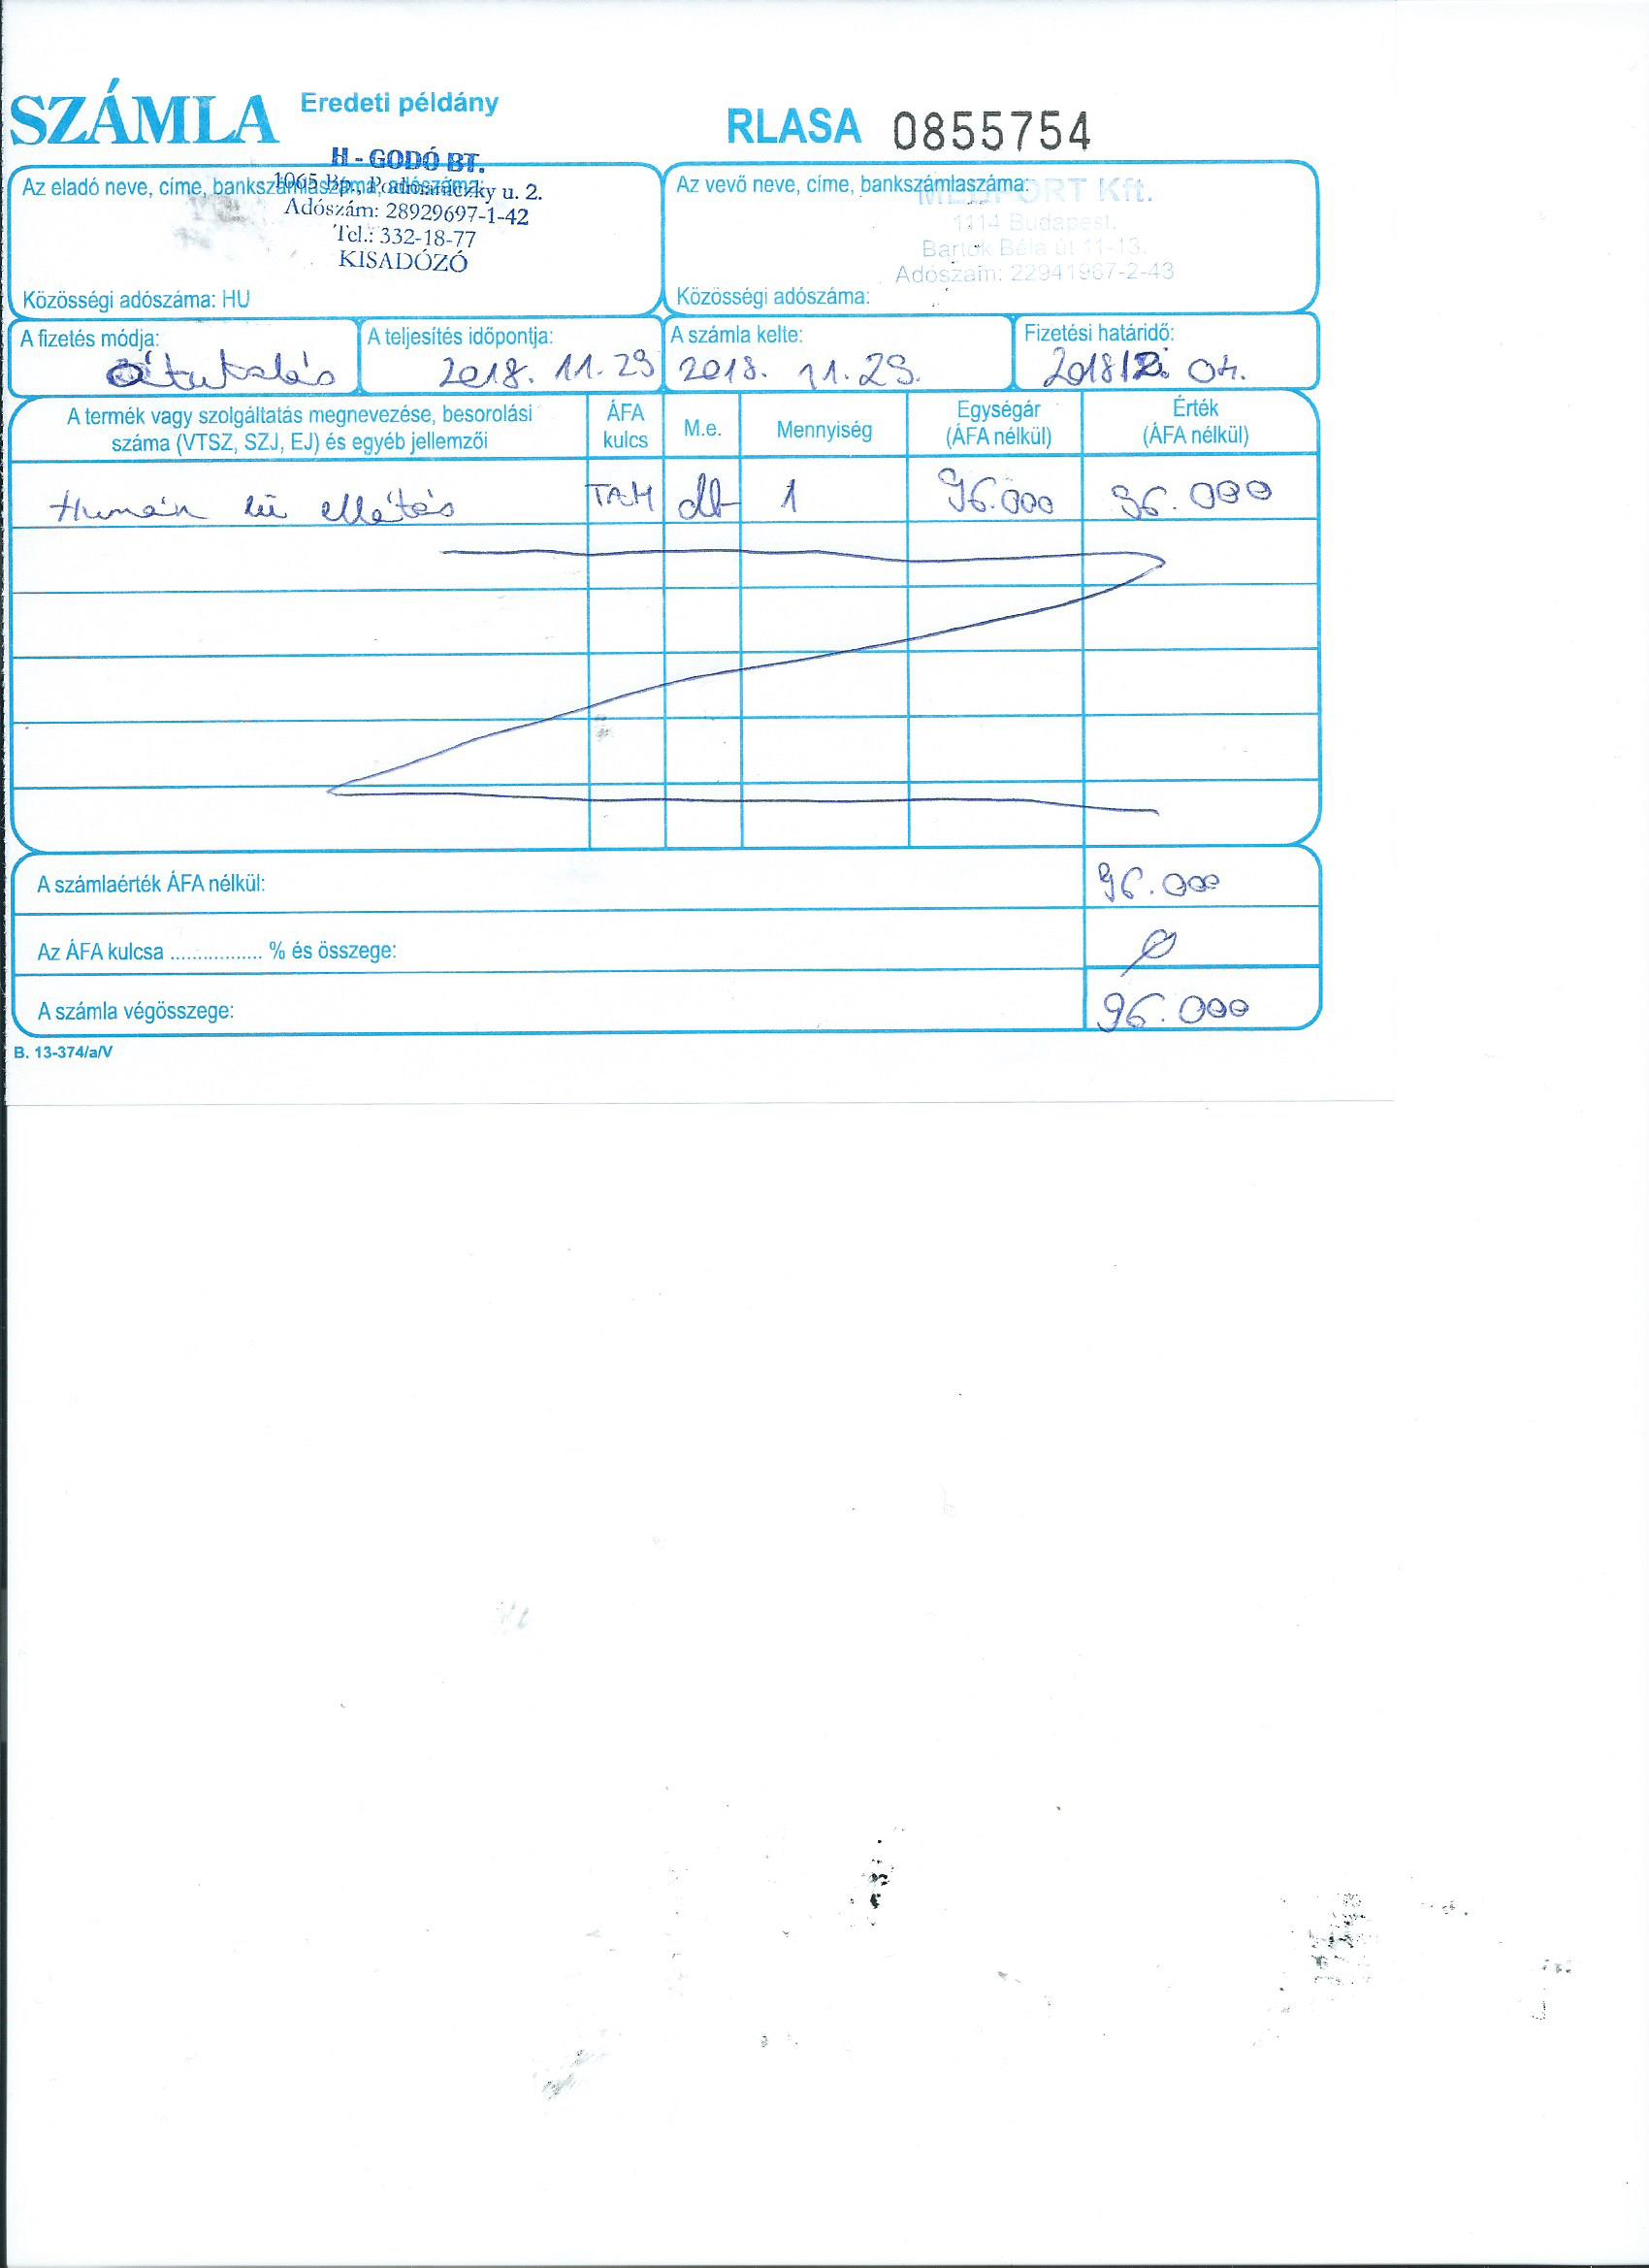 SZÁMLA Eredeti példány RLASA 0855754
H - GODÓ BT.
Az eladó neve, címe, bankszámlaszáma, adószáma:
1065 Bp., Podmaniczky u. 2.
Adószám: 28929697-1-42
Tel.: 332-18-77
KISADÓZÓ
Közösségi adószáma: HU
Az vevő neve, címe, bankszámlaszáma:
MEDPORT Kft.
1114 Budapest,
Bartók Béla út 11-13.
Adószám: 22941967-2-43
Közösségi adószáma:
A fizetés módja: A teljesítés időpontja: A számla kelte: Fizetési határidő:
átutalás 2018. 11. 29 2018. 11. 29. 2018 12. 04.
A termék vagy szolgáltatás megnevezése, besorolási
száma (VTSZ, SZJ, EJ) és egyéb jellemzői
ÁFA
kulcs
M.e.
Mennyiség
Egységár
(ÁFA nélkül)
Érték
(ÁFA nélkül)
Humán eü ellátás TAM db 1 96.000 96.000
A számlaérték ÁFA nélkül: 96.000
Az ÁFA kulcsa ................ % és összege: 0
A számla végösszege: 96.000
B. 13-374/a/V